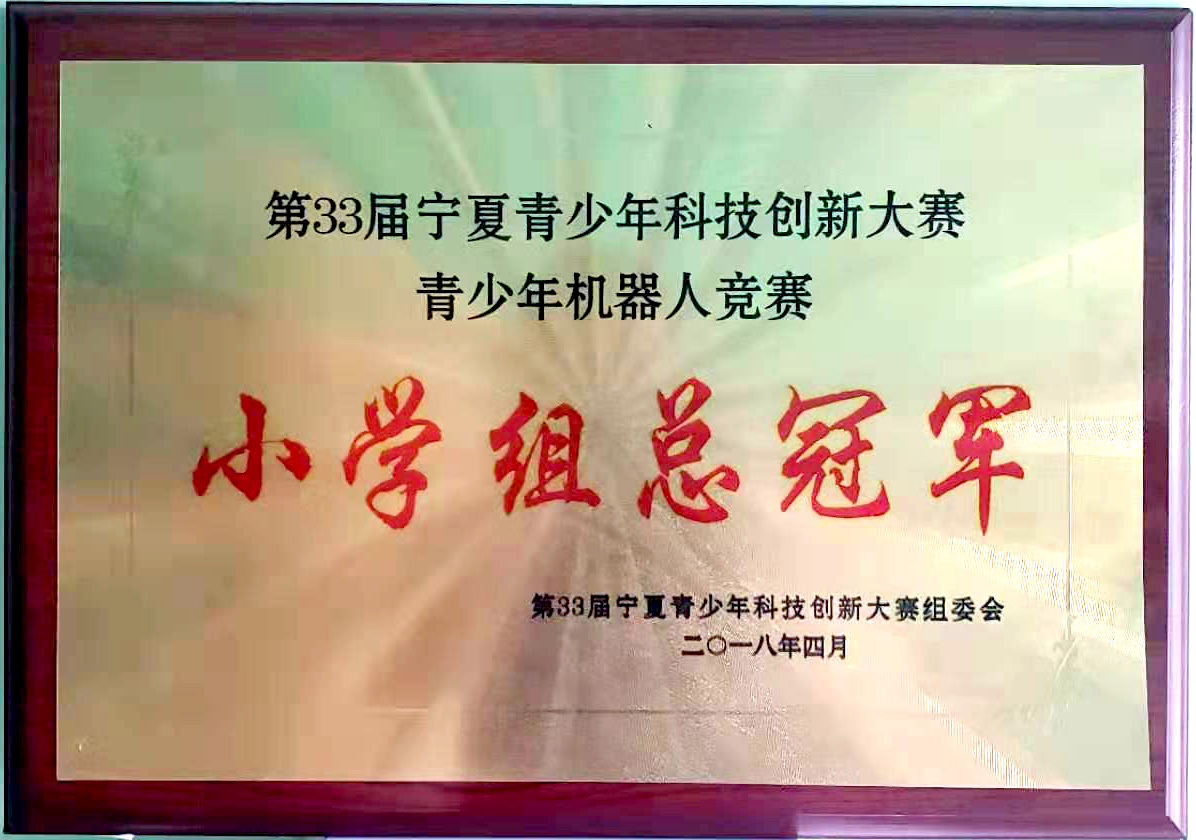 第33届宁夏青少年科技创新大赛
青少年机器人竞赛
小学组总冠军
第33届宁夏青少年科技创新大赛组委会
二〇一八年四月